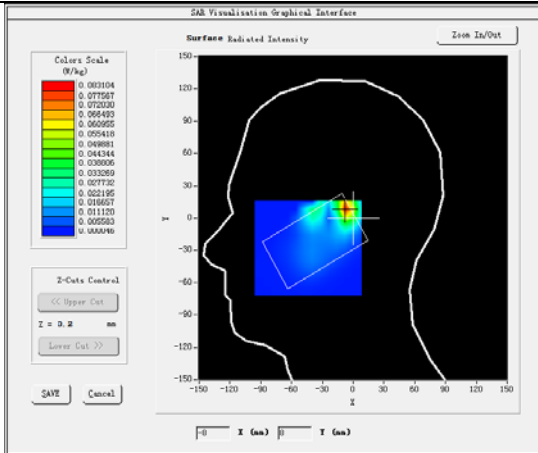 SAR Visualisation Graphical Interface
Surface Radiated Intensity
Zoom In/Out
Colors Scale
(W/kg)
0.083104
0.077567
0.072030
0.066493
0.060955
0.055418
0.049881
0.044344
0.038806
0.033269
0.027732
0.022195
0.016657
0.011120
0.005583
0.000046
Z-Cuts Control
<< Upper Cut
Z = 0.2 mm
Lower Cut >>
SAVE Cancel
150-
120-
90-
60-
30-
0-
-30-
-60-
-90-
-120-
-150-
Y
-150 -120 -90 -60 -30 0 30 60 90 120 150
X
-8 X (mm) 8 Y (mm)